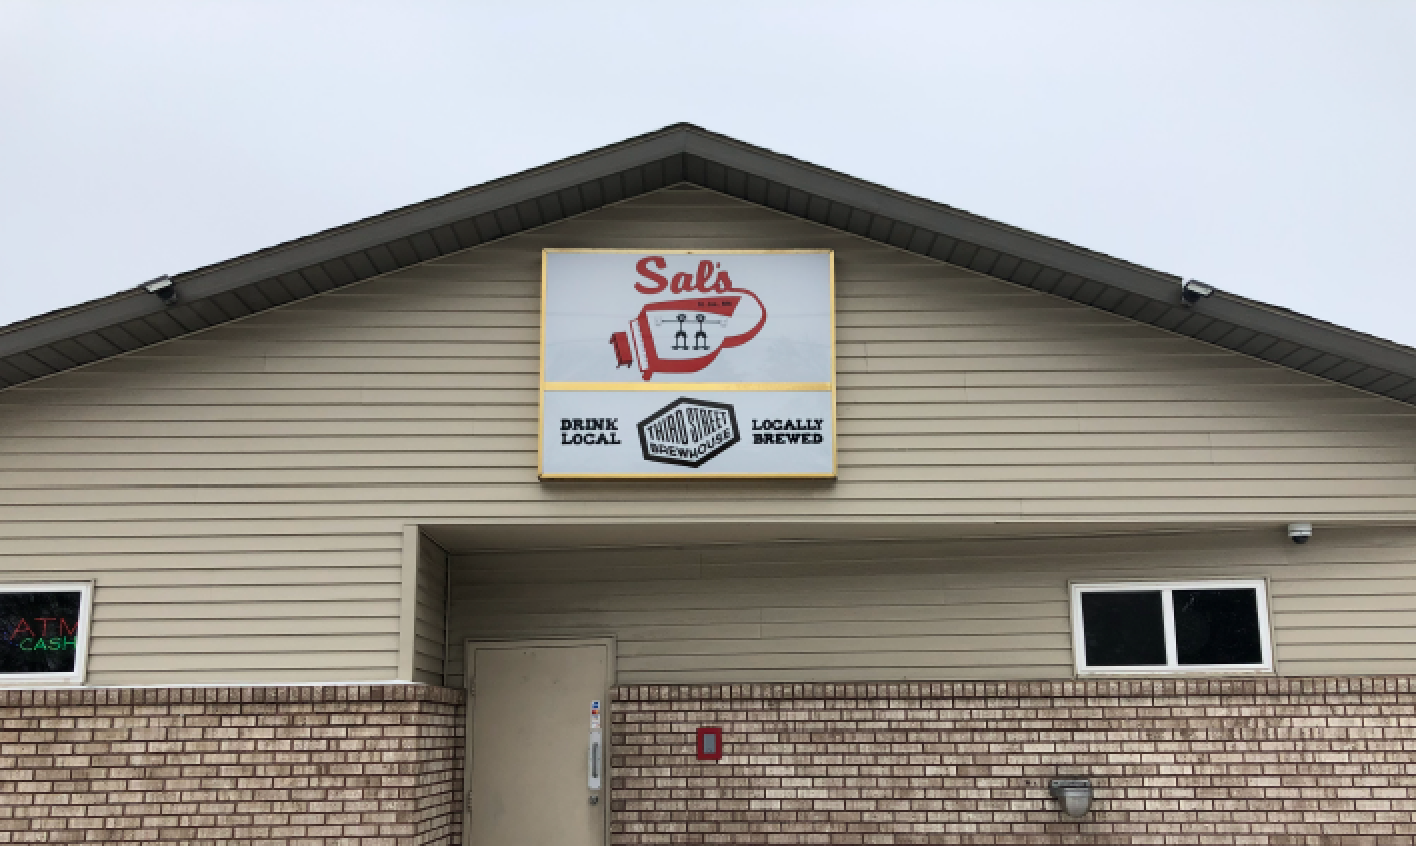 Sal's
DRINK
LOCAL
THIRD STREET
BREWHOUSE
LOCALLY
BREWED
ATM
CASH